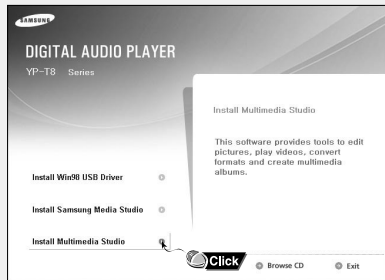 SAMSUNG
DIGITAL AUDIO PLAYER
YP-T8 Series
Install Multimedia Studio
This software provides tools to edit
pictures, play videos, convert
formats and create multimedia
albums.
Install Win98 USB Driver
Install Samsung Media Studio
Install Multimedia Studio
Click
Browse CD
Exit